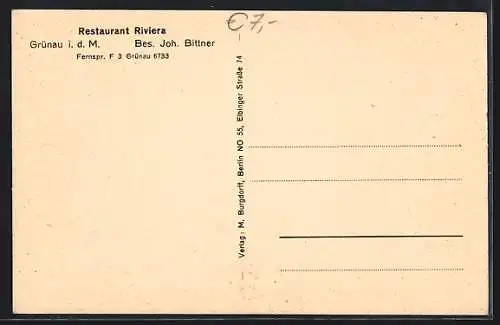 Restaurant Riviera
Grünau i. d. M. Bes. Joh. Bittner
Fernspr. F 3 Grünau 6733
€7,-
Verlag: M. Burgdorff, Berlin NO 55, Elbinger Straße 74